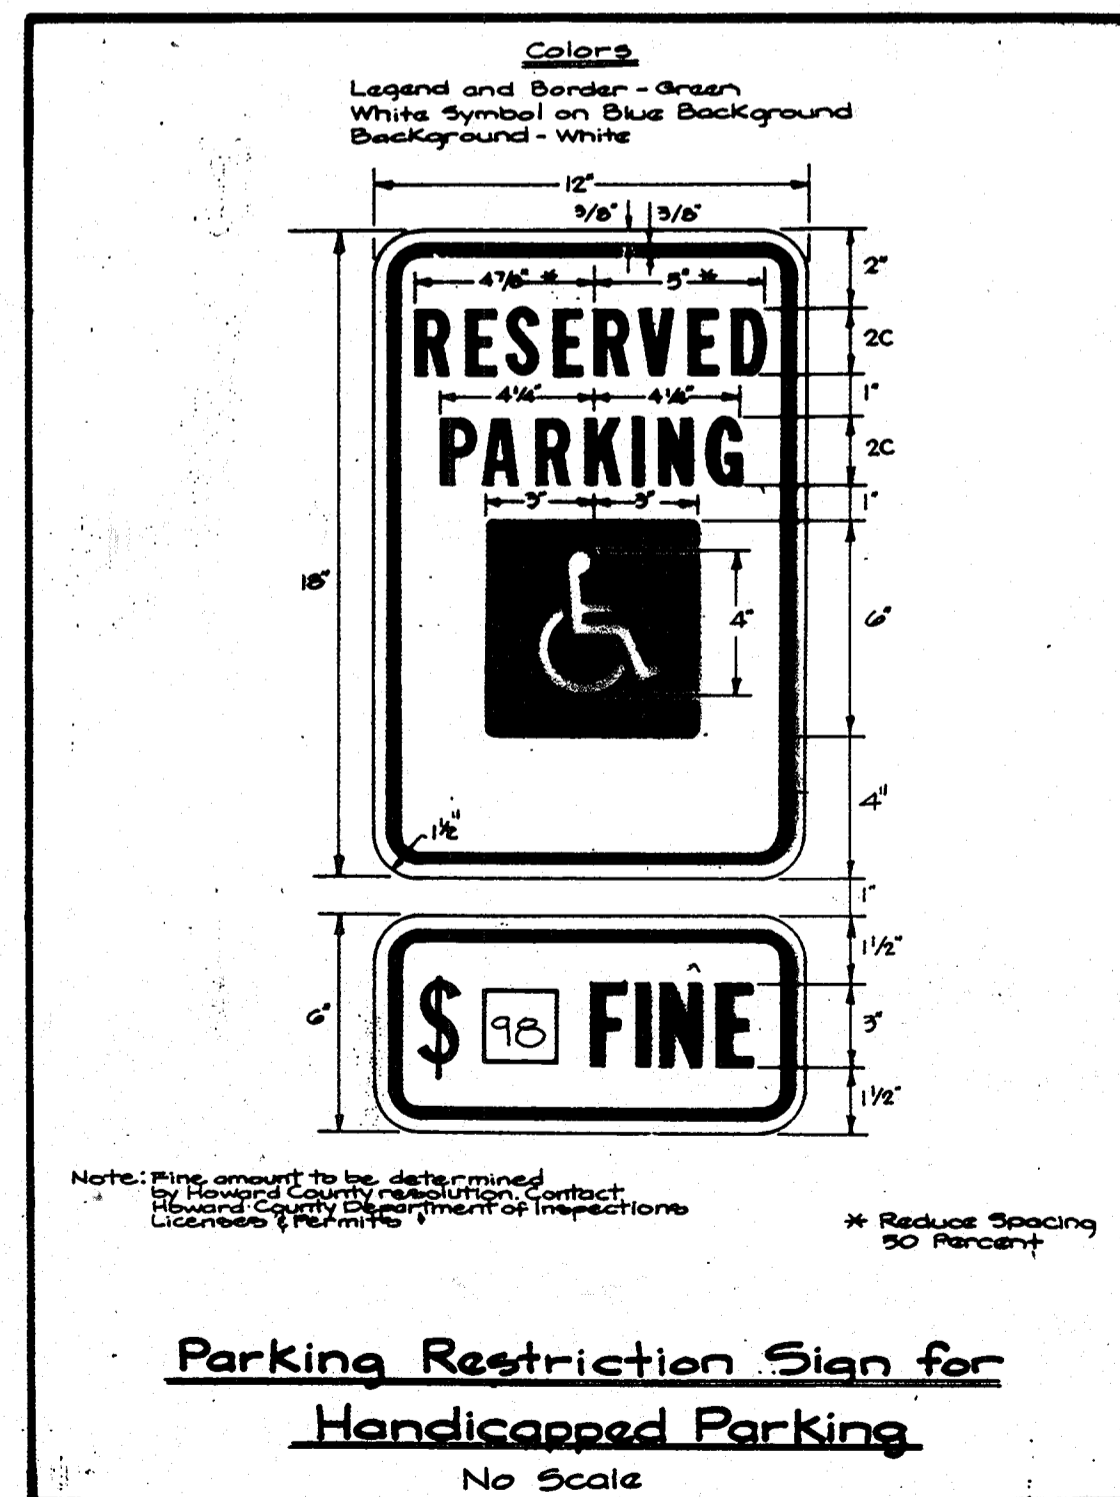 Colors
Legend and Border - Green
White Symbol on Blue Background
Background - White
12"
3/8" 3/8"
4 7/8" * 5" *
2"
RESERVED
2C
4 1/4" 4 1/4"
1"
PARKING
2C
3" 3"
1"
18"
4"
6"
4"
1 1/2"
1"
1 1/2"
6"
$ 98 FINE
3"
1 1/2"
Note: Fine amount to be determined
by Howard County resolution. Contact
Howard County Department of Inspections
Licenses & Permits
* Reduce Spacing
50 Percent
Parking Restriction Sign for
Handicapped Parking
No Scale